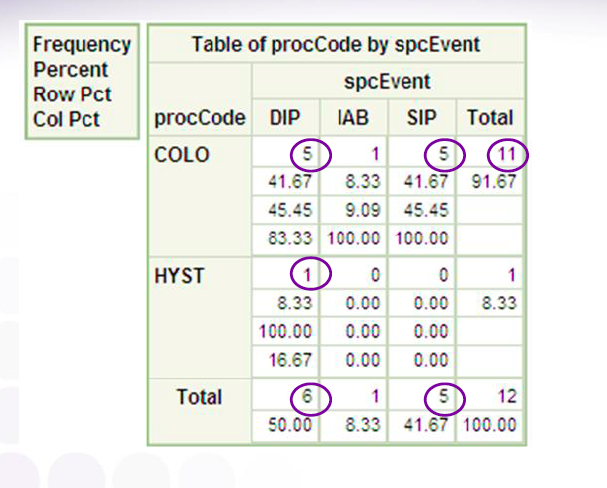 Frequency
Percent
Row Pct
Col Pct
Table of procCode by spcEvent
spcEvent
procCode DIP IAB SIP Total
COLO 5 1 5 11
41.67 8.33 41.67 91.67
45.45 9.09 45.45
83.33 100.00 100.00
HYST 1 0 0 1
8.33 0.00 0.00 8.33
100.00 0.00 0.00
16.67 0.00 0.00
Total 6 1 5 12
50.00 8.33 41.67 100.00